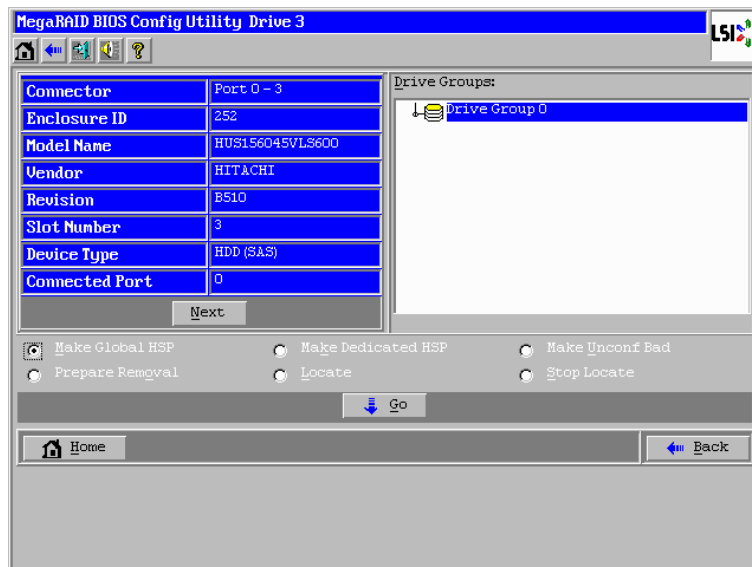 MegaRAID BIOS Config Utility Drive 3
LSI
Connector Port 0 - 3
Enclosure ID 252
Model Name HUS156045VLS600
Vendor HITACHI
Revision B510
Slot Number 3
Device Type HDD (SAS)
Connected Port 0
Next
Drive Groups:
Drive Group 0
Make Global HSP Make Dedicated HSP Make Unconf Bad
Prepare Removal Locate Stop Locate
Go
Home Back